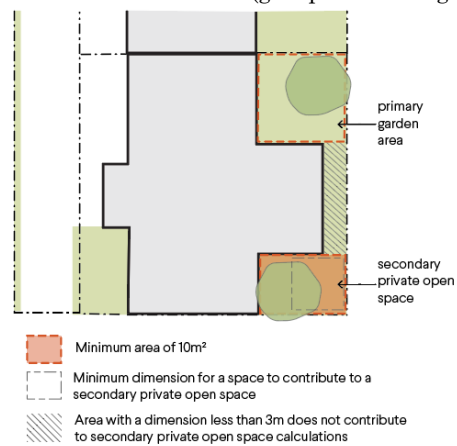 primary
garden
area
secondary
private open
space
Minimum area of 10m²
Minimum dimension for a space to contribute to a
secondary private open space
Area with a dimension less than 3m does not contribute
to secondary private open space calculations